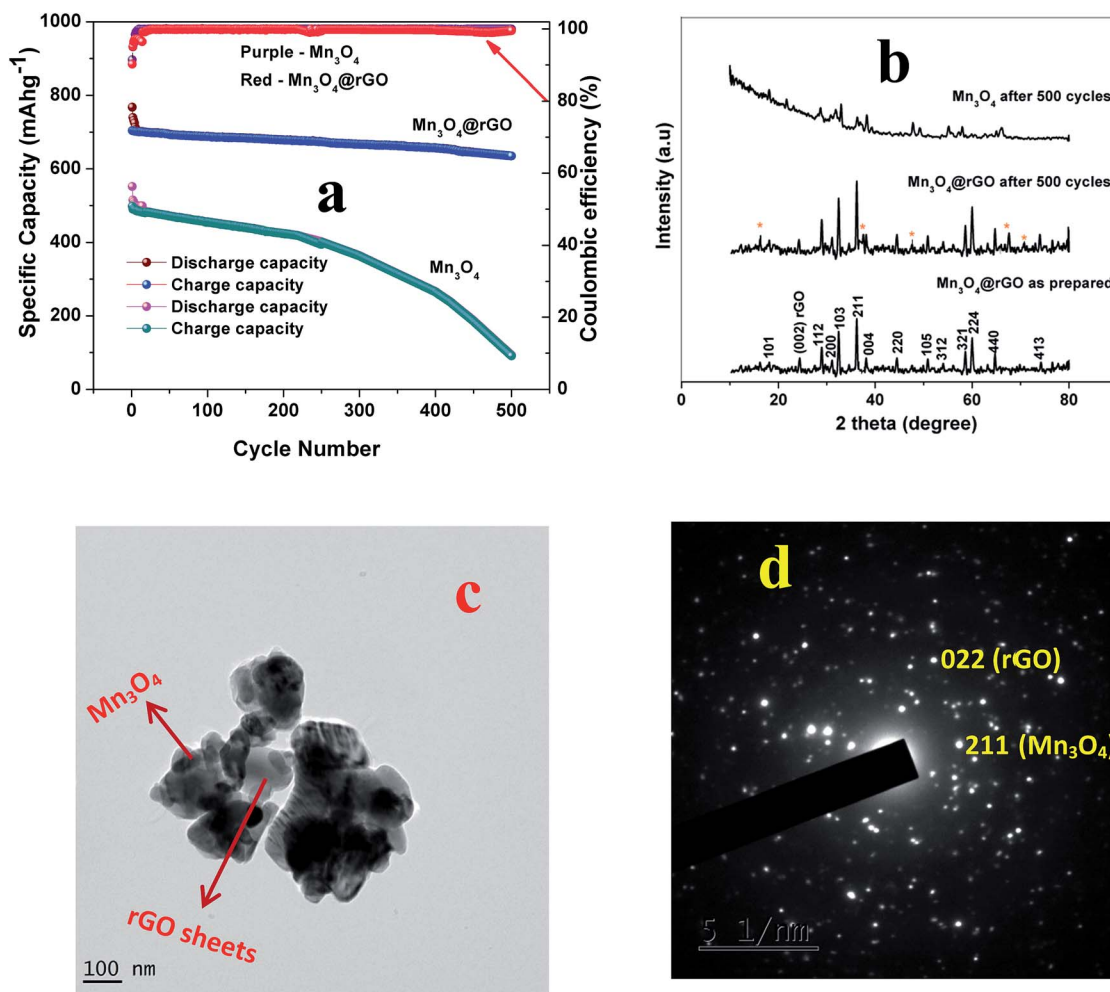 1000
800
600
400
200
0
Specific Capacity (mAhg-1)
100
80
60
40
20
0
Coulombic efficiency (%)
Purple - Mn3O4
Red - Mn3O4@rGO
Mn3O4@rGO
a
Mn3O4
Discharge capacity
Charge capacity
Discharge capacity
Charge capacity
0 100 200 300 400 500
Cycle Number
b
Intensity (a.u)
Mn3O4 after 500 cycles
Mn3O4@rGO after 500 cycles
* * * * *
Mn3O4@rGO as prepared
101
(002) rGO
112
200
103
211
004
220
105
312
321
224
440
413
0 20 40 60 80
2 theta (degree)
c
Mn3O4
rGO sheets
100 nm
d
022 (rGO)
211 (Mn3O4)
5 1/nm